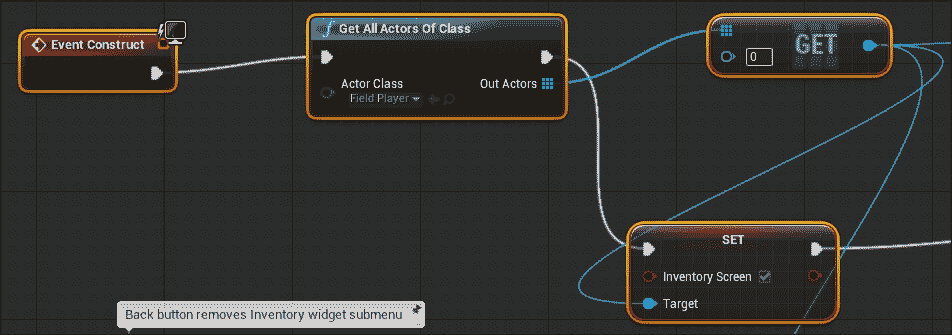 Event Construct
Get All Actors Of Class
Actor Class
Field Player
Out Actors
0
GET
SET
Inventory Screen
Target
Back button removes Inventory widget submenu